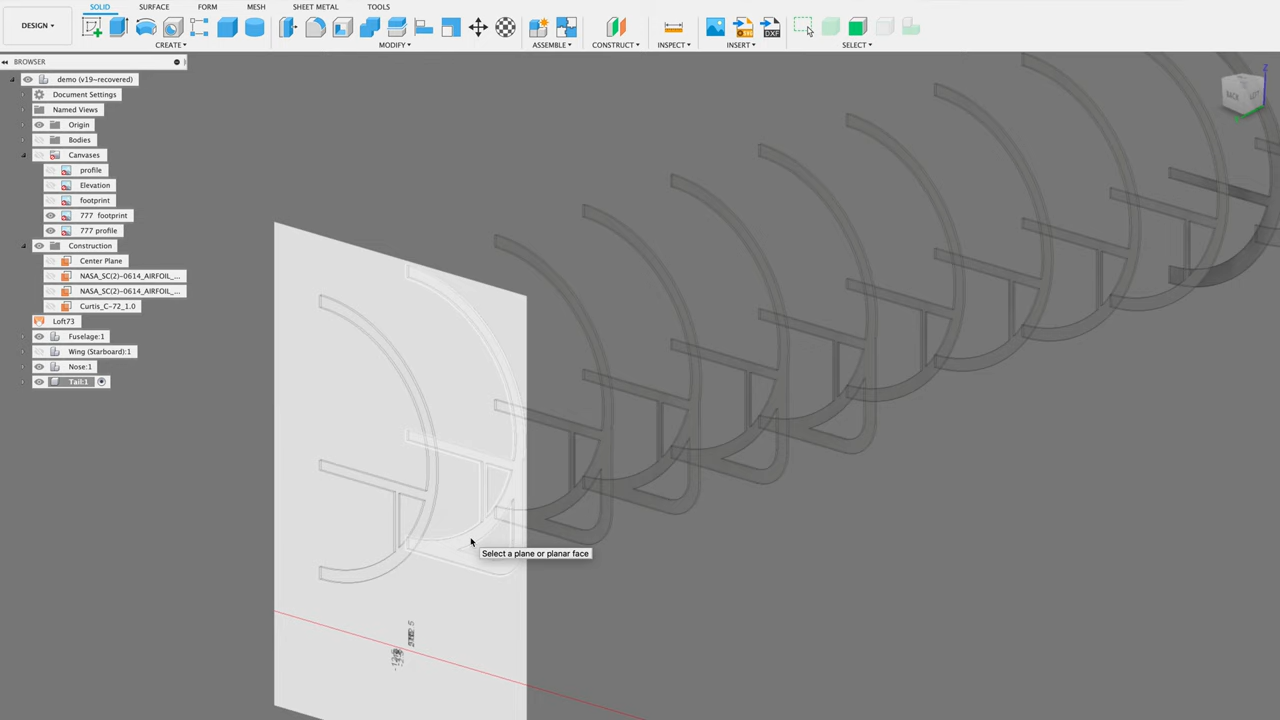 SOLID SURFACE FORM MESH SHEET METAL TOOLS
DESIGN
CREATE MODIFY ASSEMBLE CONSTRUCT INSPECT INSERT SELECT
BROWSER
demo (v19~recovered)
Document Settings
Named Views
Origin
Bodies
Canvases
profile
Elevation
footprint
777 footprint
777 profile
Construction
Center Plane
NASA_SC(2)-0614_AIRFOIL_...
NASA_SC(2)-0614_AIRFOIL_...
Curtis_C-72_1.0
Loft73
Fuselage:1
Wing (Starboard):1
Nose:1
Tail:1
Select a plane or planar face
BACK LEFT
Z